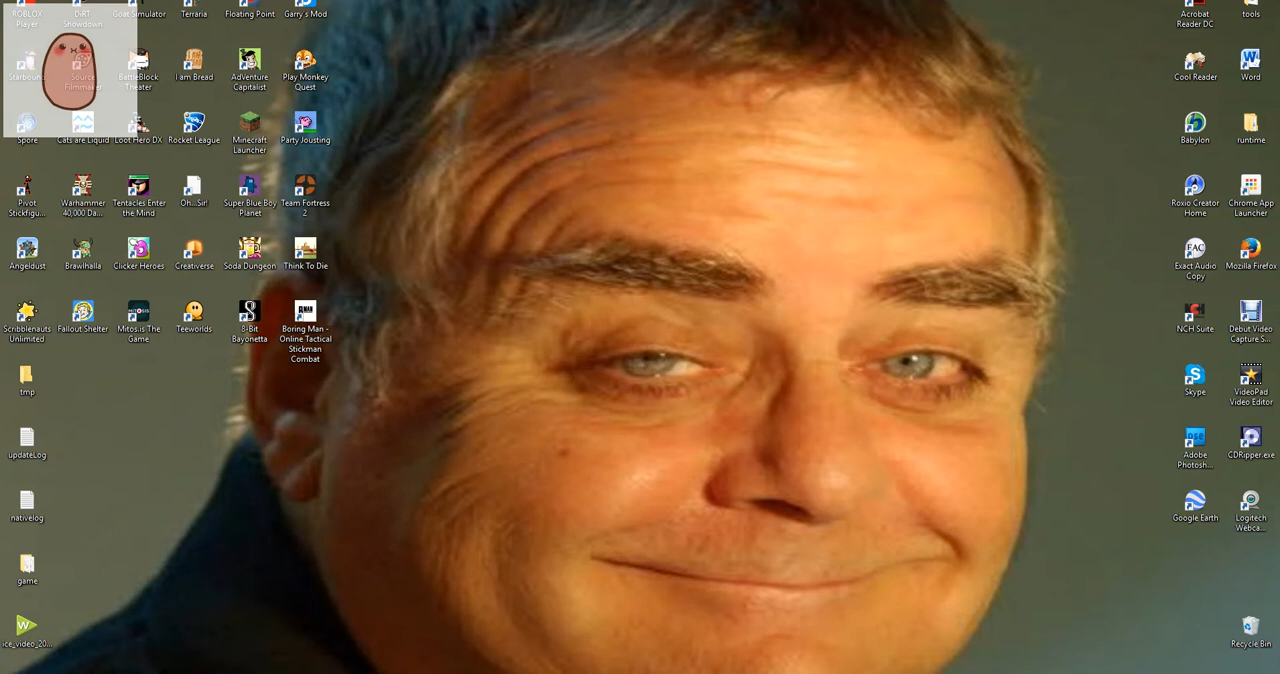 ROBLOX
Player
DiRT
Showdown
Goat Simulator
Terraria
Floating Point
Garry's Mod
Starbound
Source
Filmmaker
BattleBlock
Theater
I am Bread
AdVenture
Capitalist
Play Monkey
Quest
Spore
Cats are Liquid
Loot Hero DX
Rocket League
Minecraft
Launcher
Party Jousting
Pivot
Stickfigu...
Warhammer
40,000 Da...
Tentacles Enter
the Mind
Oh...Sir!
Super Blue Boy
Planet
Team Fortress
2
Angeldust
Brawlhalla
Clicker Heroes
Creativerse
Soda Dungeon
Think To Die
Scribblenauts
Unlimited
Fallout Shelter
Mitos.is The
Game
Teeworlds
8-Bit
Bayonetta
Boring Man -
Online Tactical
Stickman
Combat
tmp
updateLog
nativelog
game
ice_video_20...
Acrobat
Reader DC
tools
Cool Reader
Word
Babylon
runtime
Roxio Creator
Home
Chrome App
Launcher
Exact Audio
Copy
Mozilla Firefox
NCH Suite
Debut Video
Capture S...
Skype
VideoPad
Video Editor
Adobe
Photosh...
CDRipper.exe
Google Earth
Logitech
Webca...
Recycle Bin